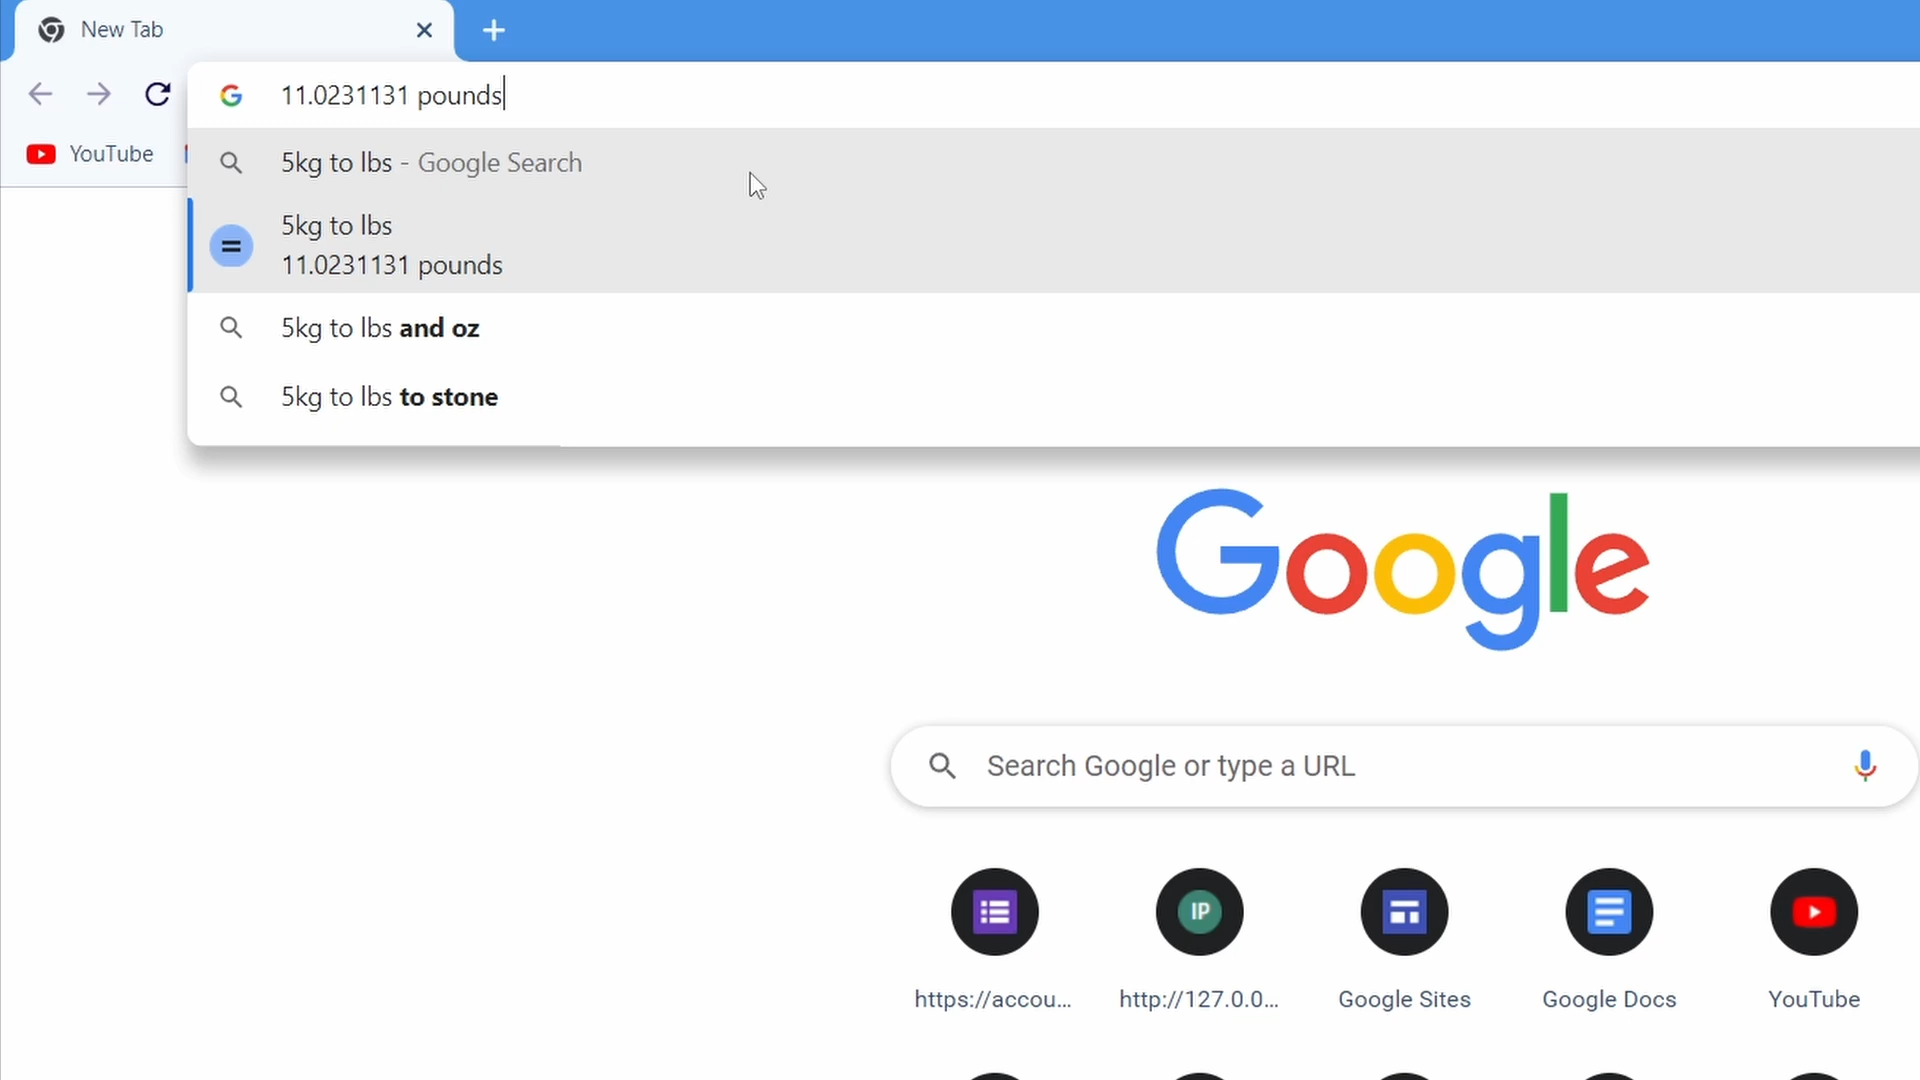 New Tab
11.0231131 pounds
YouTube
5kg to lbs - Google Search
5kg to lbs
11.0231131 pounds
5kg to lbs and oz
5kg to lbs to stone
Google
Search Google or type a URL
IP
https://accou...
http://127.0.0...
Google Sites
Google Docs
YouTube